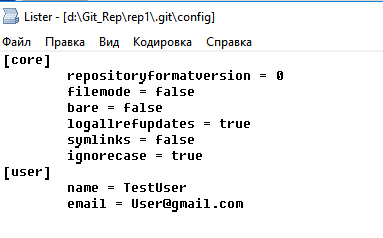 Lister - [d:\Git_Rep\rep1\.git\config]
Файл Правка Вид Кодировка Справка
[core]
repositoryformatversion = 0
filemode = false
bare = false
logallrefupdates = true
symlinks = false
ignorecase = true
[user]
name = TestUser
email = User@gmail.com